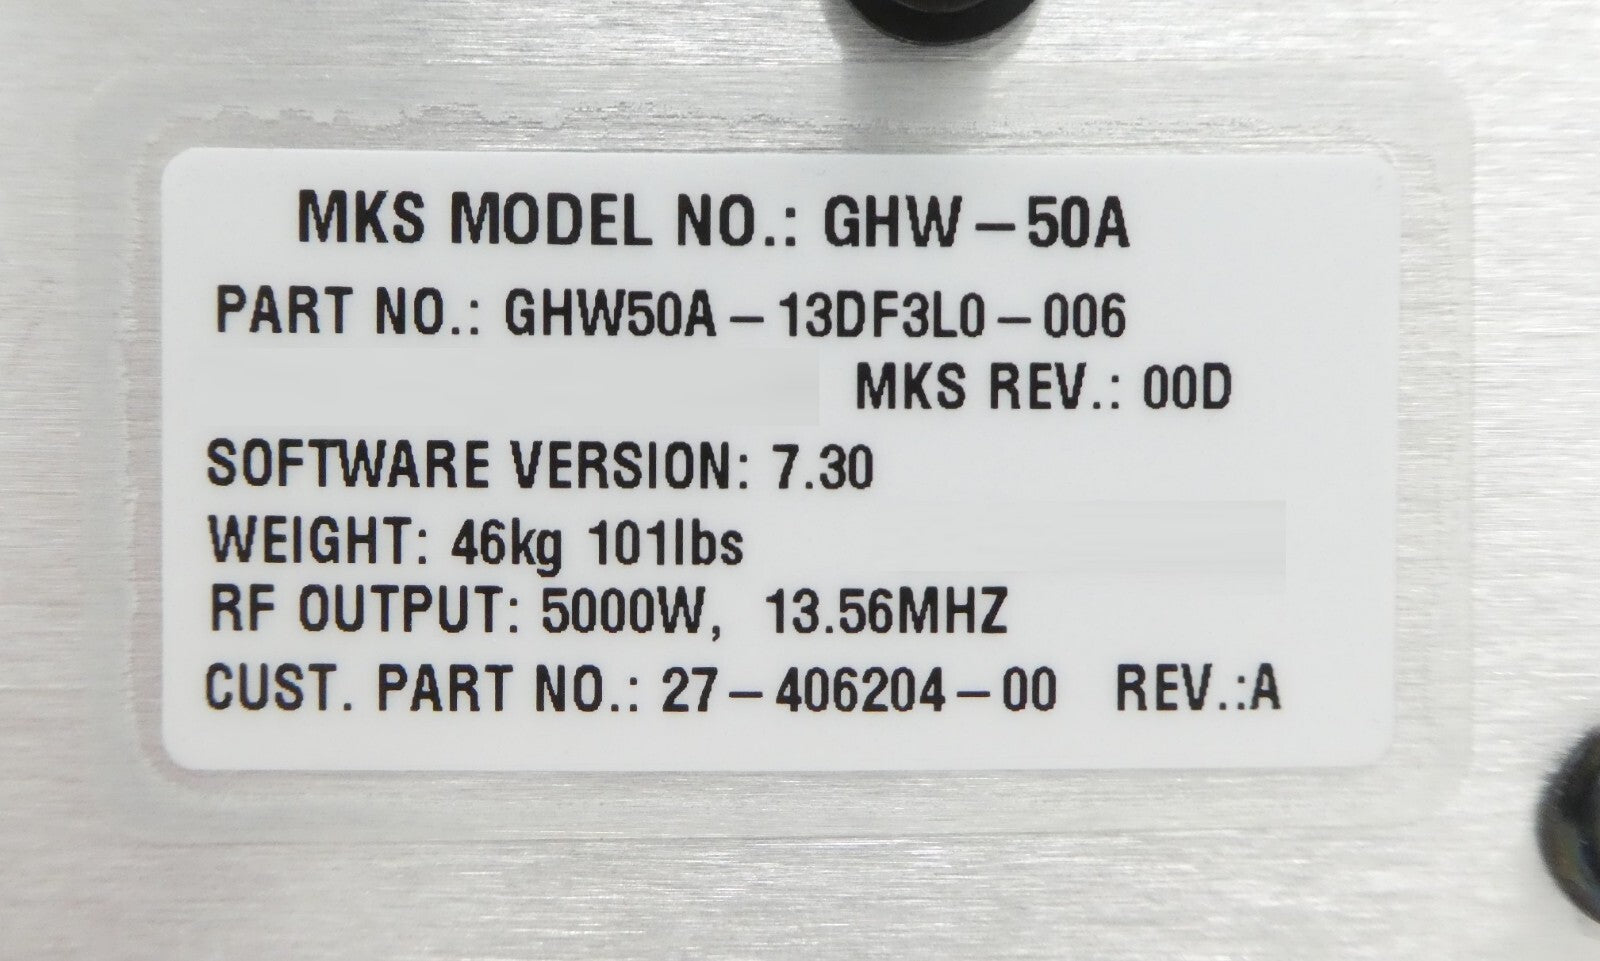 MKS MODEL NO.: GHW-50A
PART NO.: GHW50A-13DF3L0-006
MKS REV.: 00D
SOFTWARE VERSION: 7.30
WEIGHT: 46kg 101lbs
RF OUTPUT: 5000W, 13.56MHZ
CUST. PART NO.: 27-406204-00 REV.:A